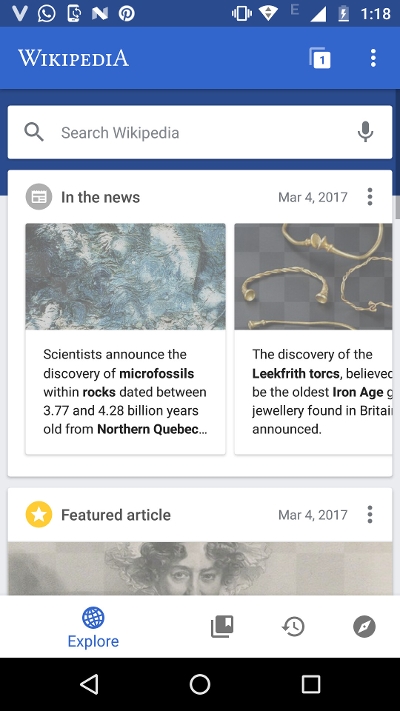 E
1:18
WIKIPEDIA
1
Search Wikipedia
In the news
Mar 4, 2017
Scientists announce the
discovery of microfossils
within rocks dated between
3.77 and 4.28 billion years
old from Northern Quebec...
The discovery of the
Leekfrith torcs, believed
be the oldest Iron Age g
jewellery found in Britai
announced.
Featured article
Mar 4, 2017
Explore